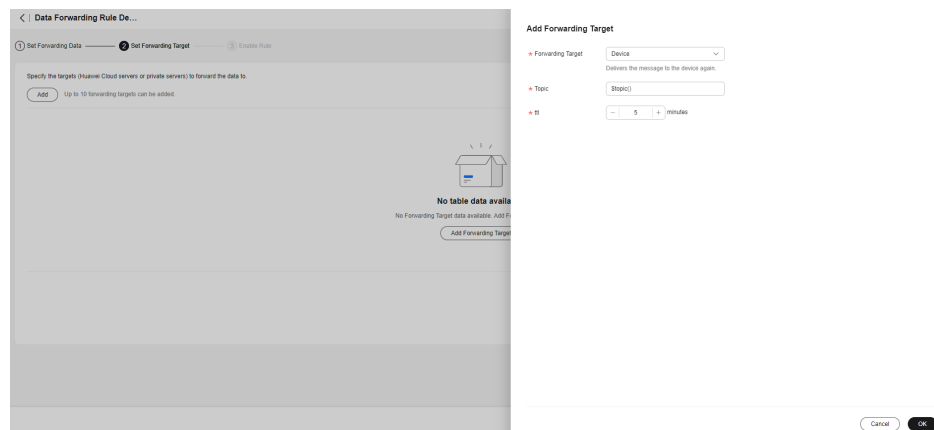 Data Forwarding Rule De...
1 Set Forwarding Data 2 Set Forwarding Target 3 Enable Rule
Specify the targets (Huawei Cloud servers or private servers) to forward the data to.
Add Up to 10 forwarding targets can be added.
No table data availa
No Forwarding Target data available. Add F
Add Forwarding Target
Add Forwarding Target
* Forwarding Target Device
Delivers the message to the device again.
* Topic $topic()
* ttl − 5 + minutes
Cancel OK